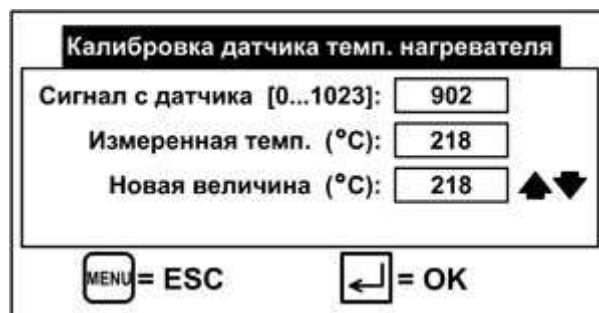 Калибровка датчика темп. нагревателя
Сигнал с датчика [0...1023]: 902
Измеренная темп. (°C): 218
Новая величина (°C): 218
MENU = ESC = OK